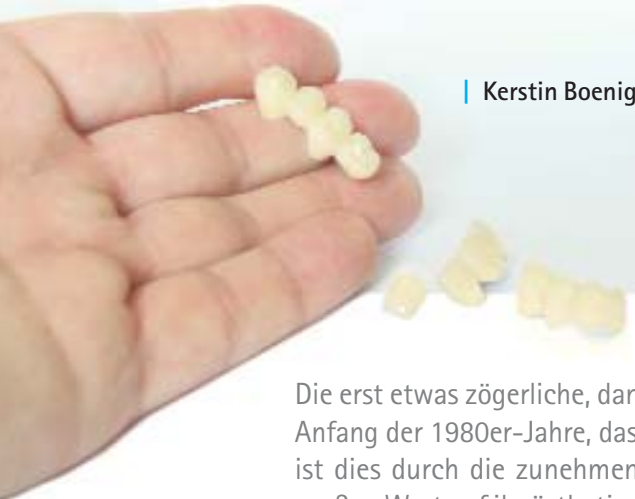 | Kerstin Boenig
Die erst etwas zögerliche, dar
Anfang der 1980er-Jahre, das
ist dies durch die zunehmen